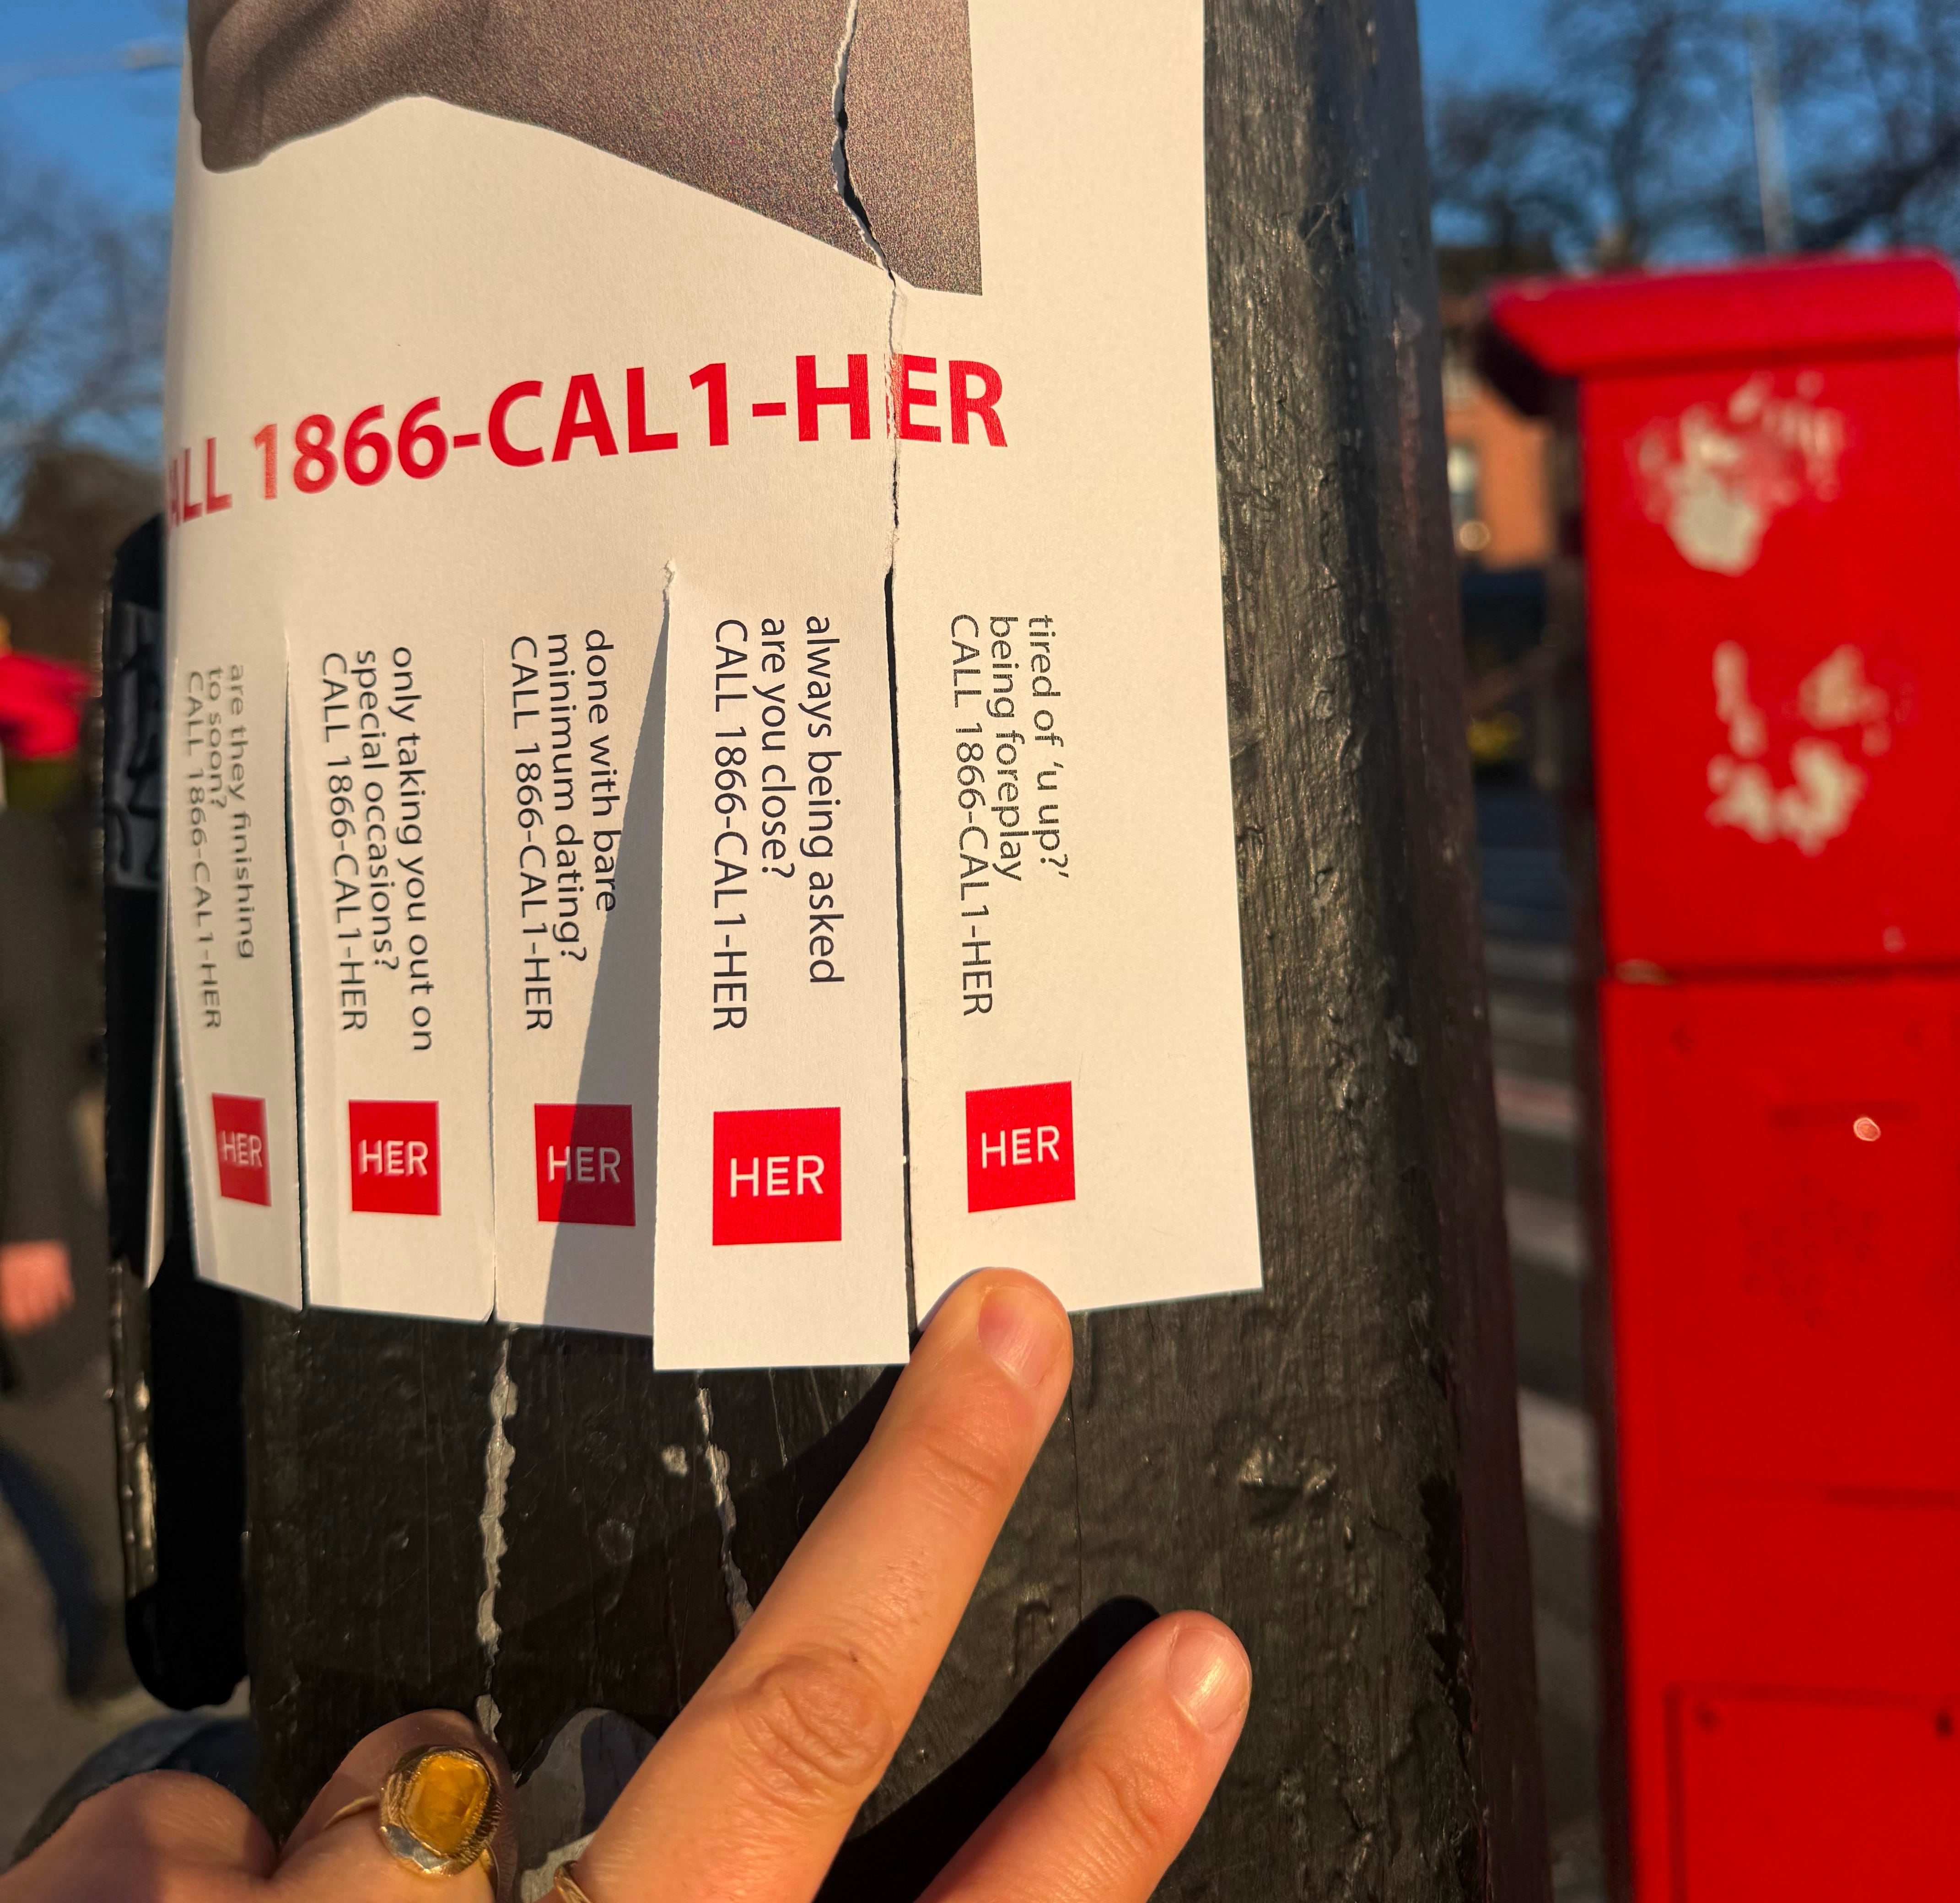 ALL 1866-CAL1-HER
are they finishing
to soon?
CALL 1866-CAL1-HER
HER
only taking you out on
special occasions?
CALL 1866-CAL1-HER
HER
done with bare
minimum dating?
CALL 1866-CAL1-HER
HER
always being asked
are you close?
CALL 1866-CAL1-HER
HER
tired of ‘u up?’
being foreplay
CALL 1866-CAL1-HER
HER